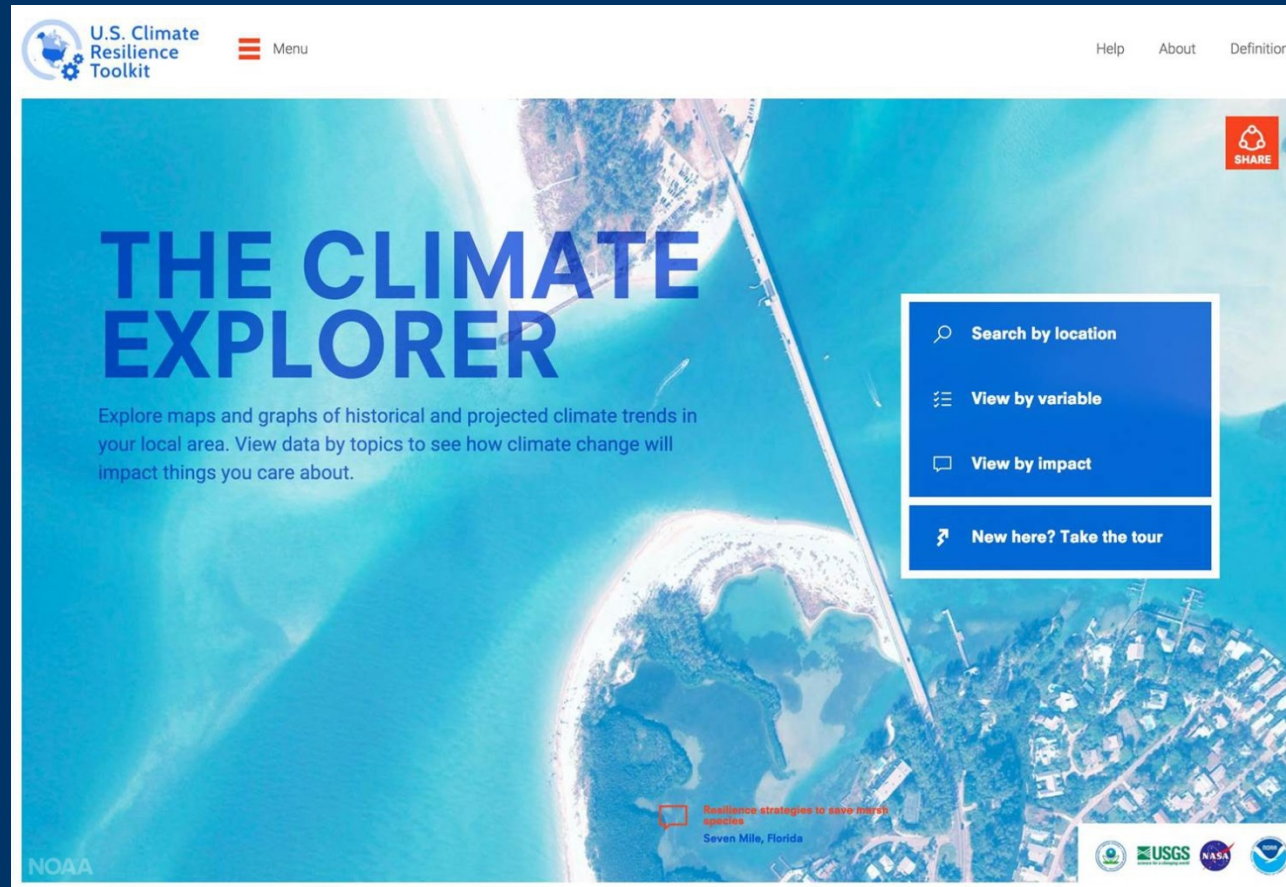 U.S. Climate
Resilience
Toolkit
Menu
Help About Definition
SHARE
THE CLIMATE
EXPLORER
Explore maps and graphs of historical and projected climate trends in
your local area. View data by topics to see how climate change will
impact things you care about.
Search by location
View by variable
View by impact
New here? Take the tour
Resilience strategies to save marsh
species
Seven Mile, Florida
NOAA
USGS
NASA
NOAA